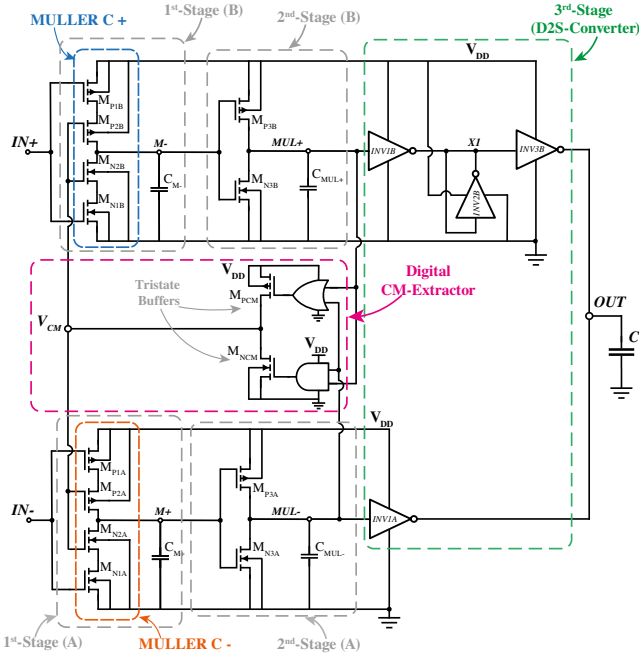 1st-Stage (B)
2nd-Stage (B)
3rd-Stage
(D2S-Converter)
MULLER C +
VDD
MP1B
IN+
MP2B
MN2B
MN1B
M-
CM-
MP3B
MN3B
MUL+
CMUL+
INV1B
X1
INV2B
INV3B
VDD
MPCM
Tristate
Buffers
MNCM
VDD
Digital
CM-Extractor
VCM
OUT
C
VDD
MP1A
MP2A
IN-
MN2A
MN1A
M+
CM+
MP3A
MN3A
MUL-
CMUL-
INV1A
1st-Stage (A)
MULLER C -
2nd-Stage (A)